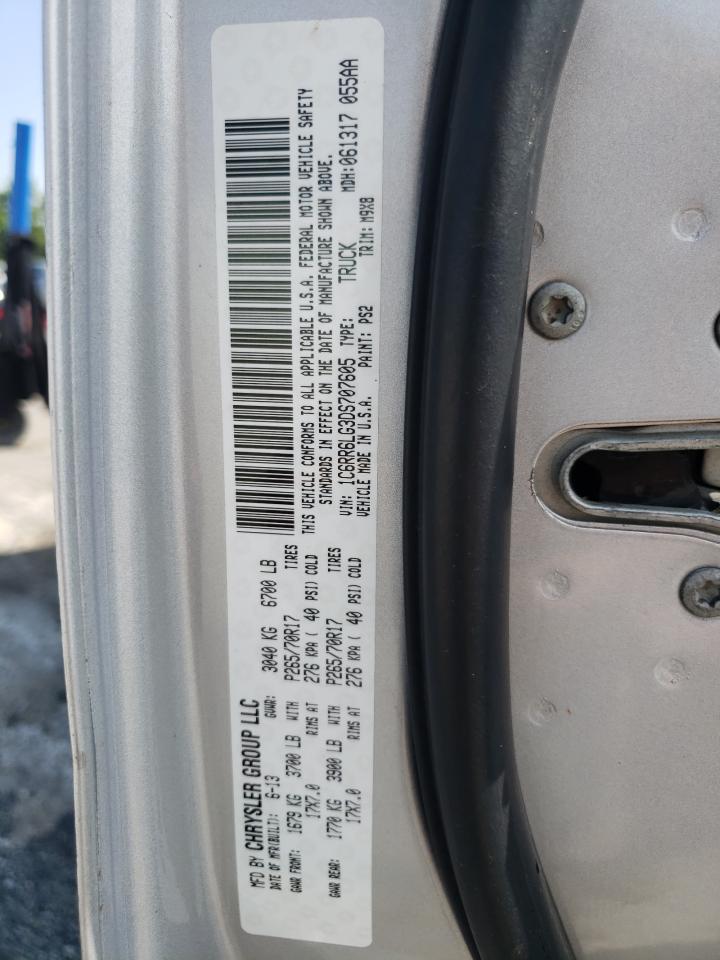 MFD BY CHRYSLER GROUP LLC
DATE OF MFR(BUILT): 6-13 GVWR: 3040 KG 6700 LB
GAWR FRONT: 1679 KG 3700 LB WITH P265/70R17 TIRES
17X7.0 RIMS AT 276 KPA ( 40 PSI) COLD
GAWR REAR: 1770 KG 3900 LB WITH P265/70R17 TIRES
17X7.0 RIMS AT 276 KPA ( 40 PSI) COLD
THIS VEHICLE CONFORMS TO ALL APPLICABLE U.S.A. FEDERAL MOTOR VEHICLE SAFETY
STANDARDS IN EFFECT ON THE DATE OF MANUFACTURE SHOWN ABOVE.
VIN: 1C6RR6LG3DS707605 TYPE: TRUCK MDH:061317 055AA
VEHICLE MADE IN U.S.A. PAINT: PS2 TRIM: M9X8